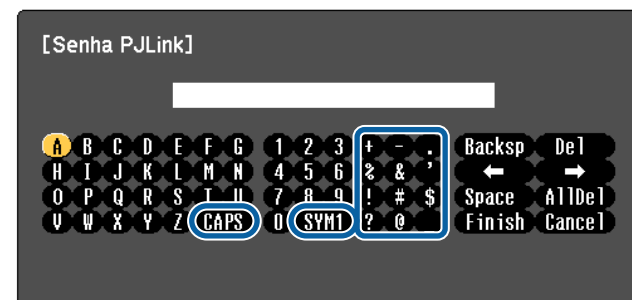 [Senha PJLink]
A B C D E F G 1 2 3 + - . Backsp Del
H I J K L M N 4 5 6 % & ’ ← →
O P Q R S T U 7 8 9 ! # $ Space AllDel
V W X Y Z CAPS 0 SYM1 ? @ Finish Cancel